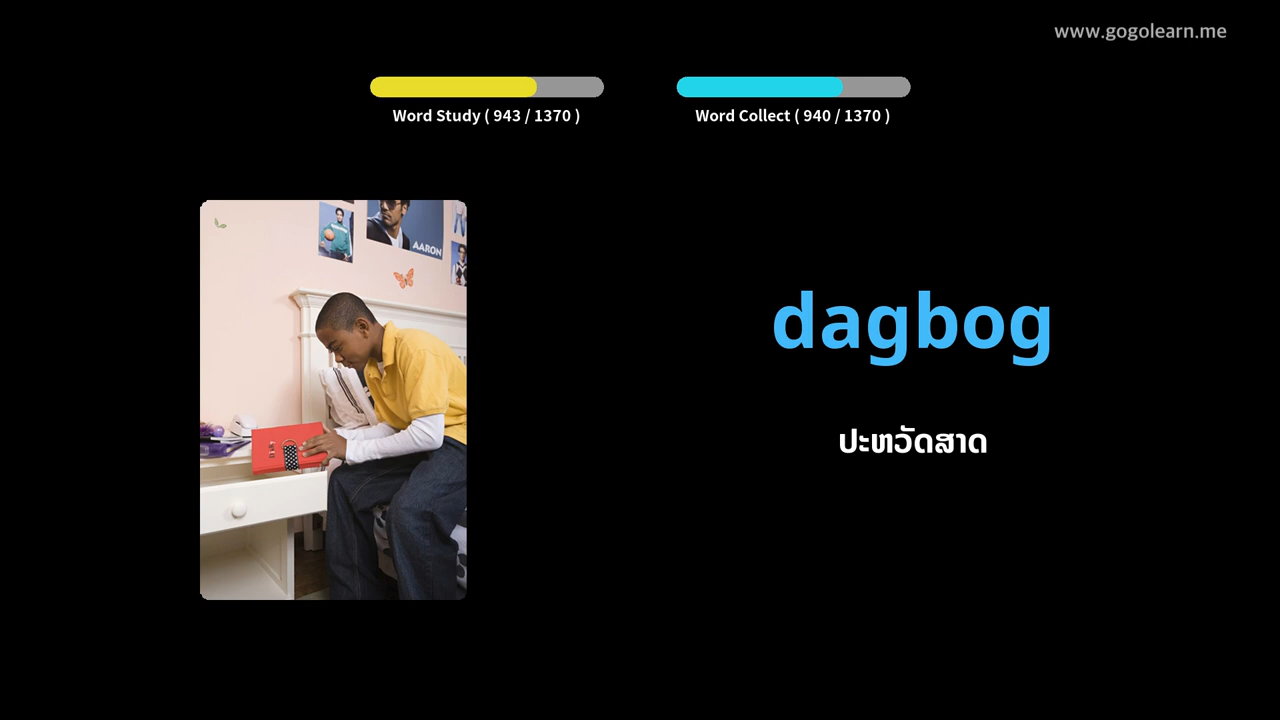 www.gogolearn.me
Word Study ( 943 / 1370 )
Word Collect ( 940 / 1370 )
AARON
dagbog
ປະຫວັດສາດ